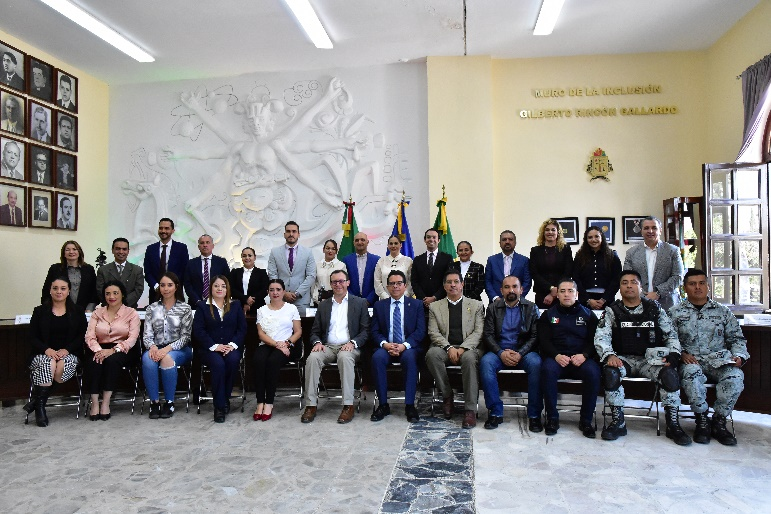 MURO DE LA INCLUSIÓN
GILBERTO RINCÓN GALLARDO